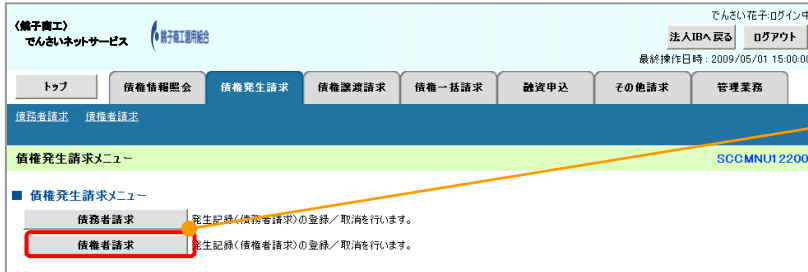 でんさい花子:ログイン中
〈銚子商工〉
でんさいネットサービス
銚子商工信用組合
法人IBへ戻る ログアウト
最終操作日時:2009/05/01 15:00:00
トップ 債権情報照会 債権発生請求 債権譲渡請求 債権一括請求 融資申込 その他請求 管理業務
債務者請求 債権者請求
債権発生請求メニュー SCCMNU12200
■ 債権発生請求メニュー
債務者請求 発生記録(債務者請求)の登録/取消を行います。
債権者請求 発生記録(債権者請求)の登録/取消を行います。